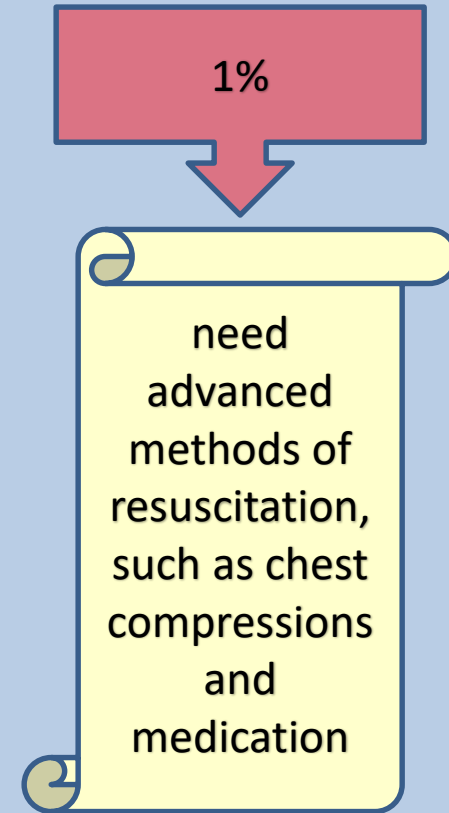 1%
need
advanced
methods of
resuscitation,
such as chest
compressions
and
medication